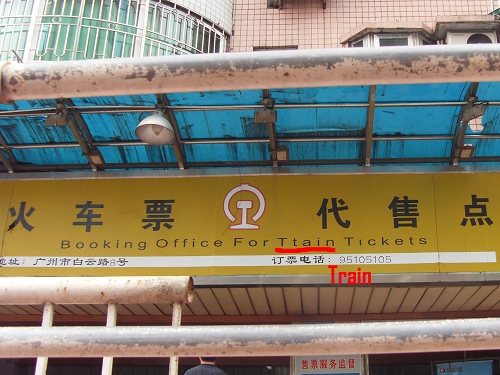 火车票 代售点
Booking Office For Ttain Tickets
地址：广州市白云路8号 订票电话：95105105
Train
售票服务监督